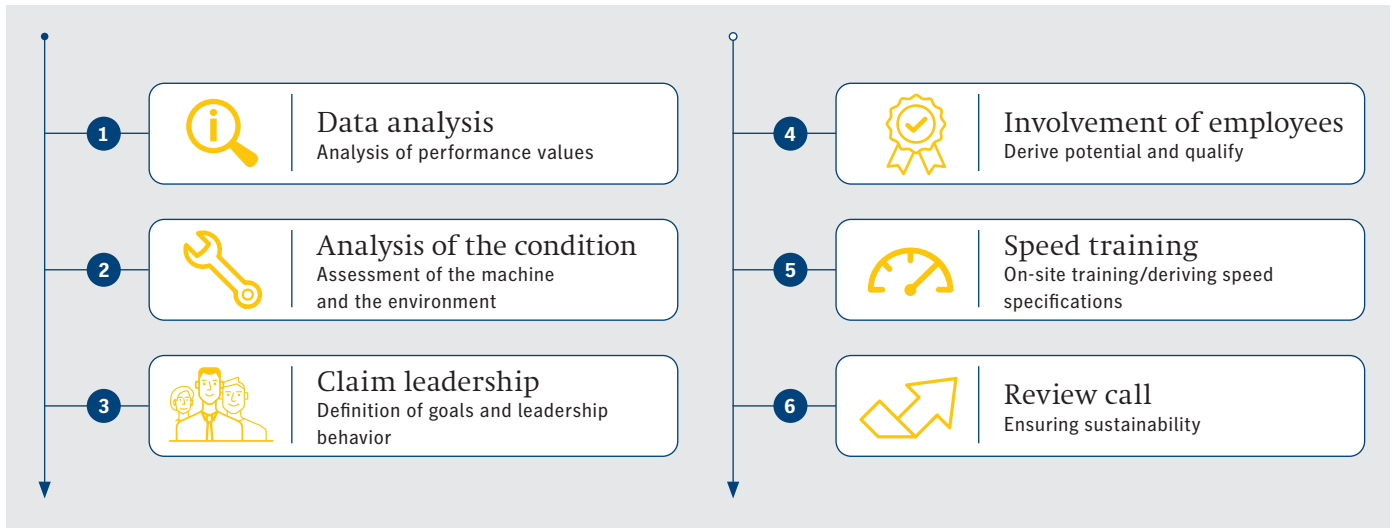 1
Data analysis
Analysis of performance values
2
Analysis of the condition
Assessment of the machine
and the environment
3
Claim leadership
Definition of goals and leadership
behavior
4
Involvement of employees
Derive potential and qualify
5
Speed training
On-site training/deriving speed
specifications
6
Review call
Ensuring sustainability